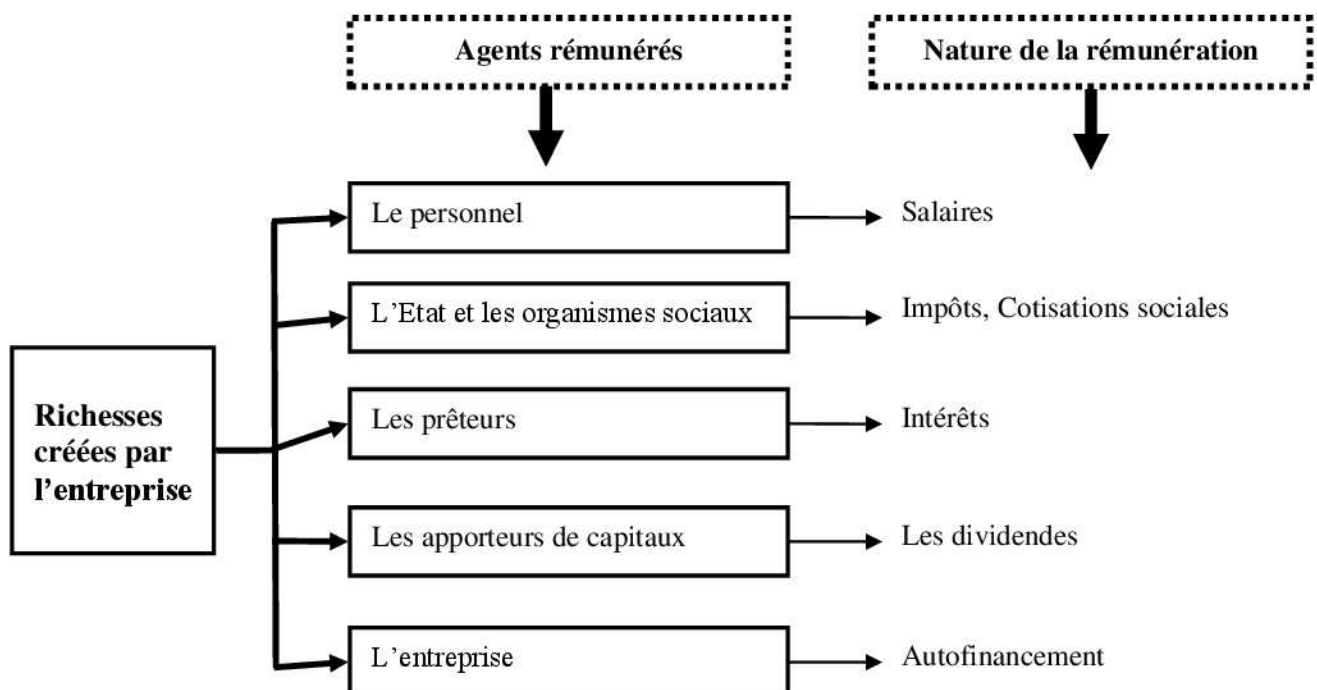 Agents rémunérés
Nature de la rémunération
Le personnel
Salaires
L'Etat et les organismes sociaux
Impôts, Cotisations sociales
Richesses
créées par
l'entreprise
Les prêteurs
Intérêts
Les apporteurs de capitaux
Les dividendes
L'entreprise
Autofinancement